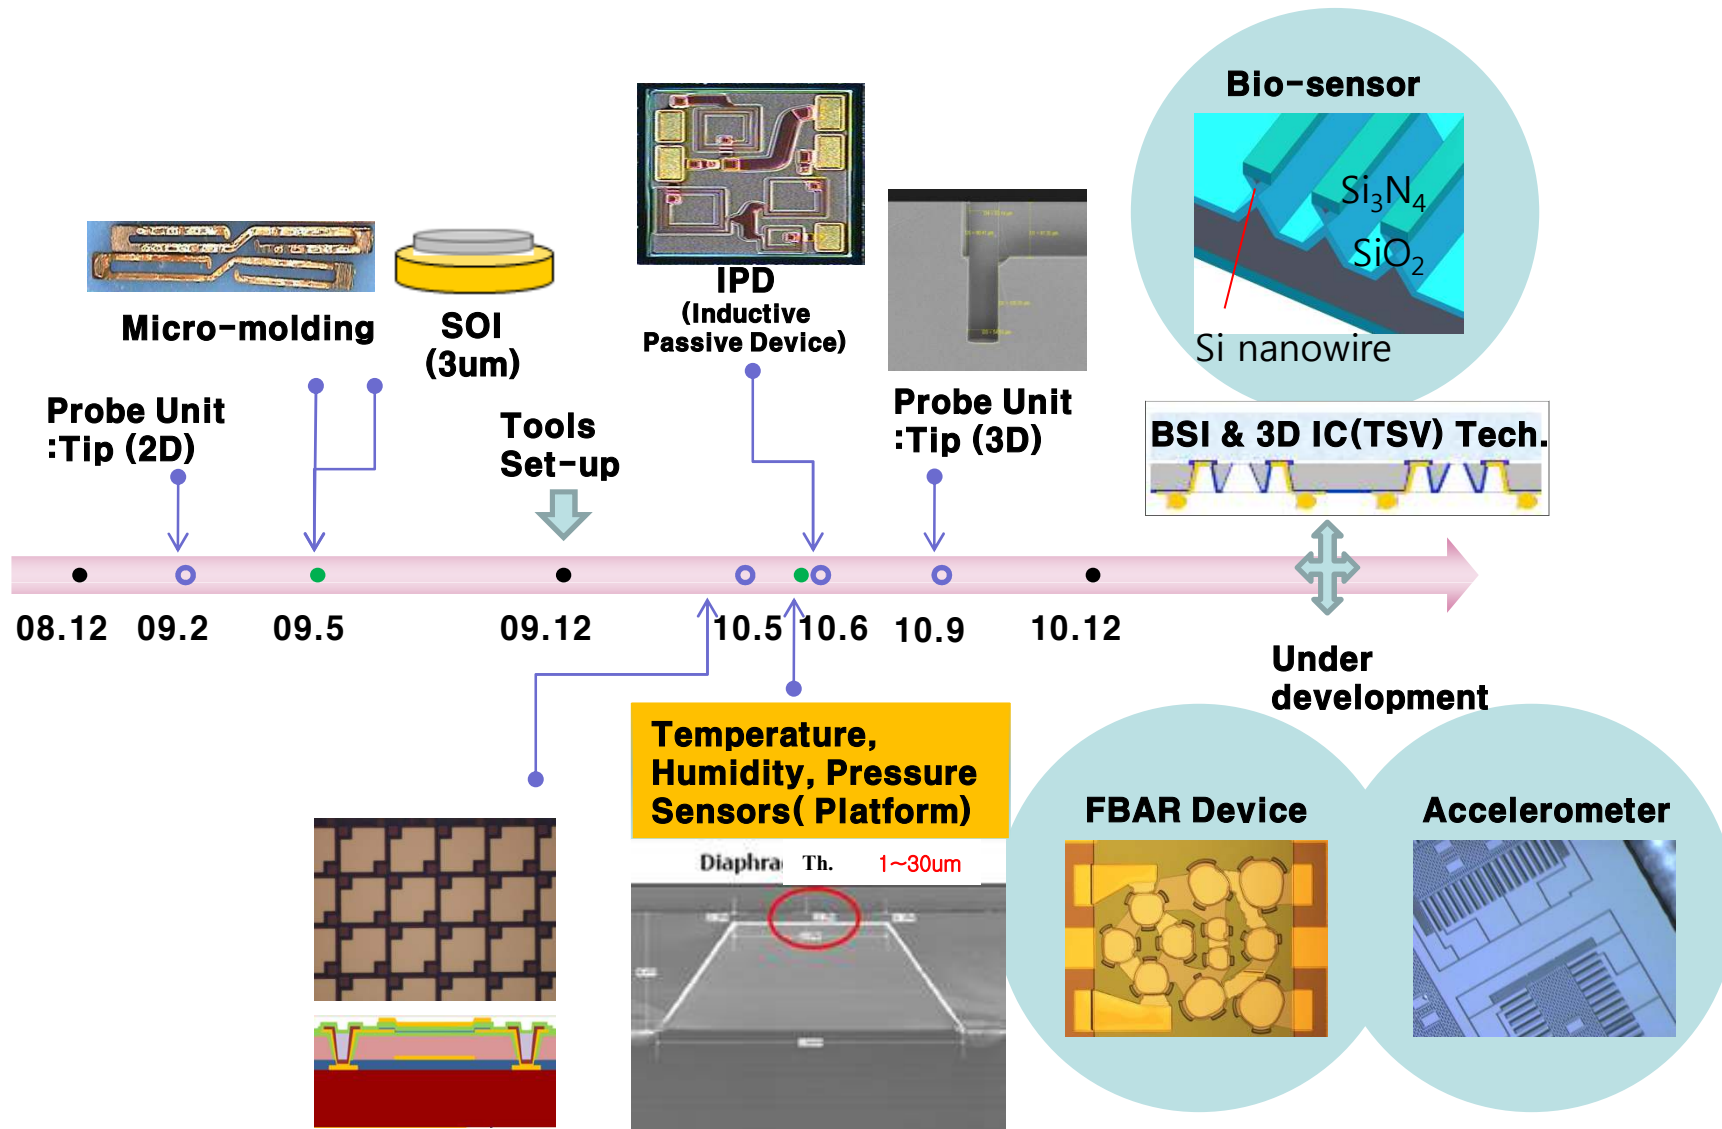 Bio-sensor
Si3N4
SiO2
Si nanowire
IPD
(Inductive
Passive Device)
Micro-molding
SOI
(3um)
Probe Unit
:Tip (2D)
Tools
Set-up
Probe Unit
:Tip (3D)
BSI & 3D IC(TSV) Tech.
08.12
09.2
09.5
09.12
10.5
10.6
10.9
10.12
Under
development
Temperature,
Humidity, Pressure
Sensors( Platform)
Diaphra
Th.
1~30um
FBAR Device
Accelerometer